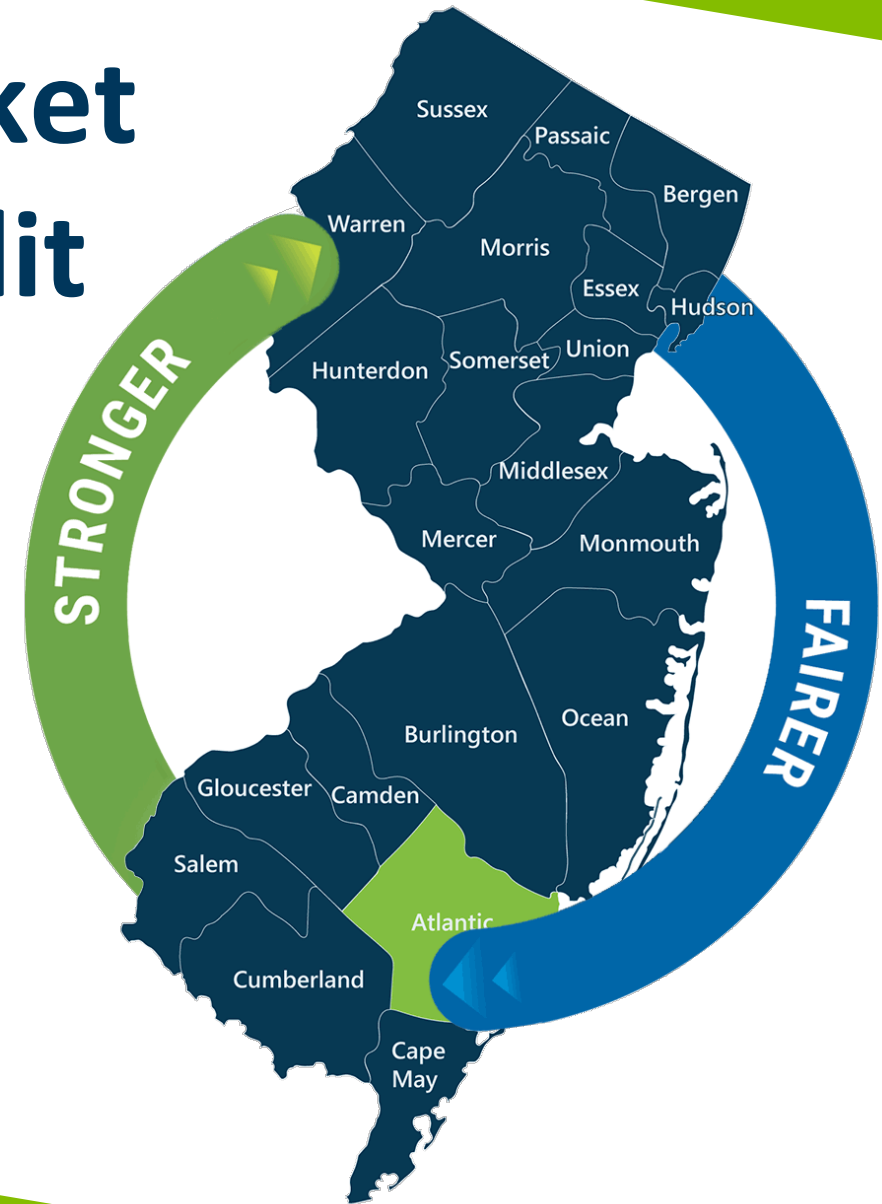 ket
lit
Sussex
Passaic
Bergen
Warren
Morris
Essex
Hudson
Hunterdon
Somerset
Union
STRONGER
Middlesex
Mercer
Monmouth
FAIRER
Burlington
Ocean
Gloucester
Camden
Salem
Atlantic
Cumberland
Cape
May